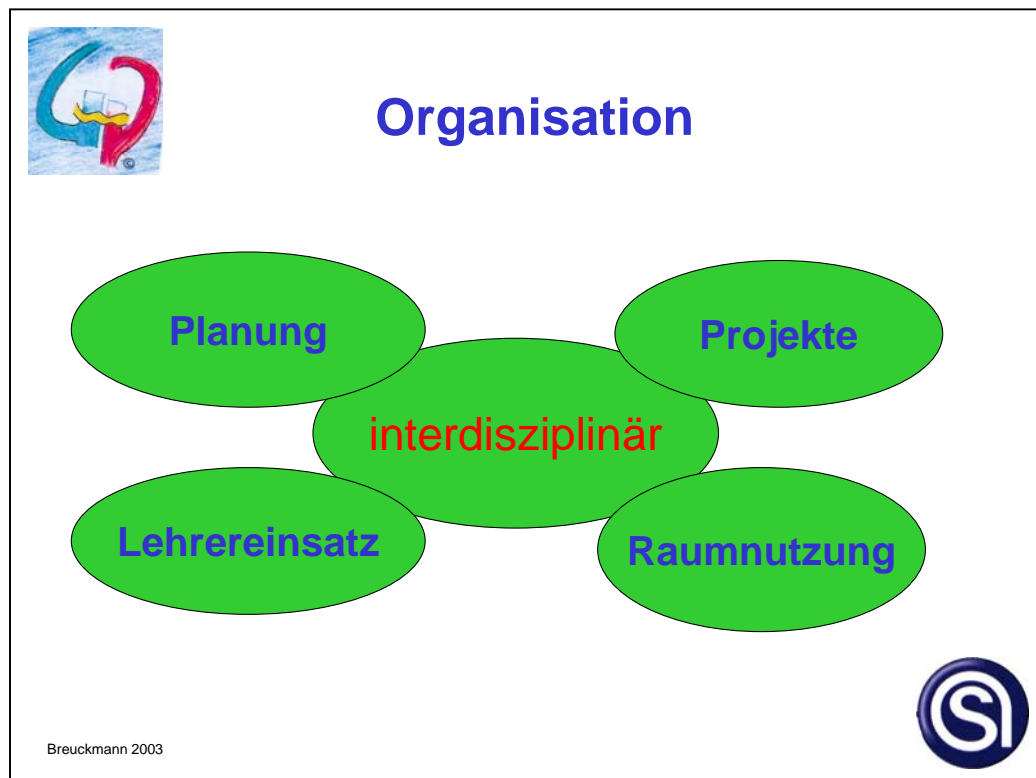 Organisation
Planung
Projekte
interdisziplinär
Lehrereinsatz
Raumnutzung
Breuckmann 2003